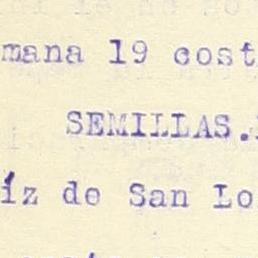 mana 19 cost
SEMILLAS.
íz de San Lo